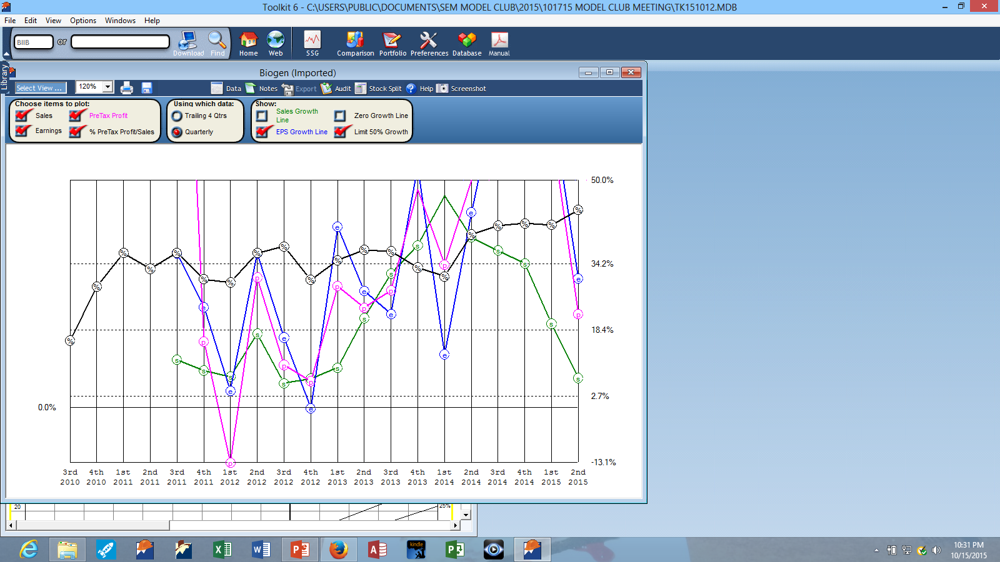 Toolkit 6 - C:\USERS\PUBLIC\DOCUMENTS\SEM MODEL CLUB\2015\101715 MODEL CLUB MEETING\TK151012.MDB
File Edit View Options Windows Help
BIIB or Download Find Home Web SSG Comparison Portfolio Preferences Database Manual
Library
Biogen (Imported)
Select View ... 120% Data Notes Export Audit Stock Split Help Screenshot
Choose items to plot: Using which data: Show:
Sales PreTax Profit Trailing 4 Qtrs Sales Growth Line Zero Growth Line
Earnings % PreTax Profit/Sales Quarterly EPS Growth Line Limit 50% Growth
50.0%
34.2%
18.4%
2.7%
0.0%
-13.1%
3rd 4th 1st 2nd 3rd 4th 1st 2nd 3rd 4th 1st 2nd 3rd 4th 1st 2nd 3rd 4th 1st 2nd
2010 2010 2011 2011 2011 2011 2012 2012 2012 2012 2013 2013 2013 2013 2014 2014 2014 2014 2015 2015
20 25%
kindle
10:31 PM
10/15/2015